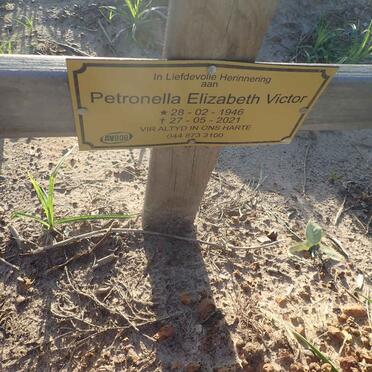 In Liefdevolle Herinnering
aan
Petronella Elizabeth Victor
★ 28 - 02 - 1946
† 27 - 05 - 2021
VIR ALTYD IN ONS HARTE
AVBOB
044 873 3100